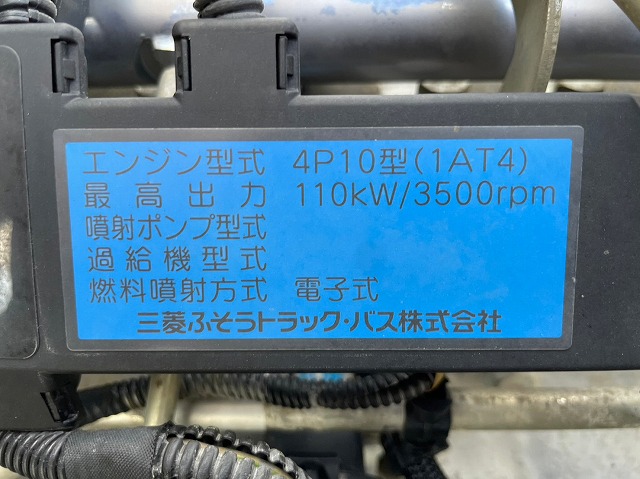 エンジン型式 4P10型(1AT4)
最高出力 110kW/3500rpm
噴射ポンプ型式
過給機型式
燃料噴射方式 電子式
三菱ふそうトラック・バス株式会社